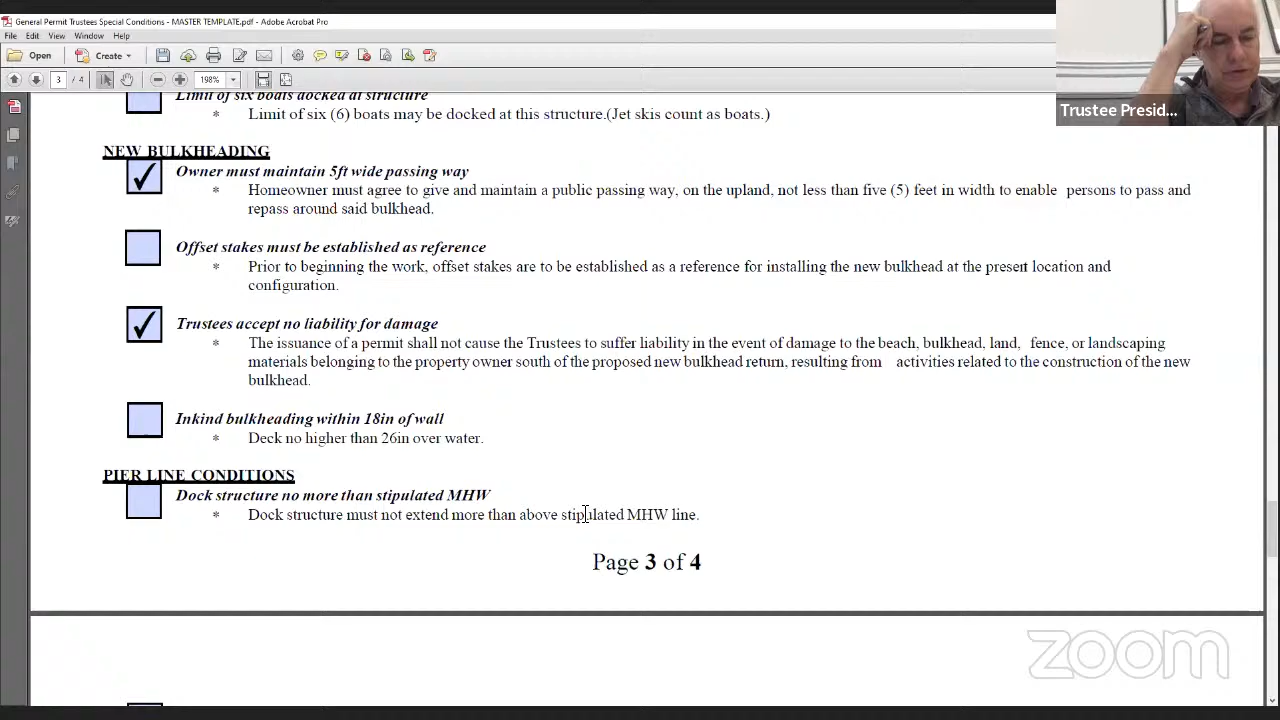 General Permit Trustees Special Conditions - MASTER TEMPLATE.pdf - Adobe Acrobat Pro
File Edit View Window Help
Open Create
3 / 4 198%
Trustee Presid...
Limit of six boats docked at structure
* Limit of six (6) boats may be docked at this structure.(Jet skis count as boats.)
NEW BULKHEADING
✓ Owner must maintain 5ft wide passing way
* Homeowner must agree to give and maintain a public passing way, on the upland, not less than five (5) feet in width to enable persons to pass and
repass around said bulkhead.
Offset stakes must be established as reference
* Prior to beginning the work, offset stakes are to be established as a reference for installing the new bulkhead at the present location and
configuration.
✓ Trustees accept no liability for damage
* The issuance of a permit shall not cause the Trustees to suffer liability in the event of damage to the beach, bulkhead, land, fence, or landscaping
materials belonging to the property owner south of the proposed new bulkhead return, resulting from activities related to the construction of the new
bulkhead.
Inkind bulkheading within 18in of wall
* Deck no higher than 26in over water.
PIER LINE CONDITIONS
Dock structure no more than stipulated MHW
* Dock structure must not extend more than above stipulated MHW line.
Page 3 of 4
zoom